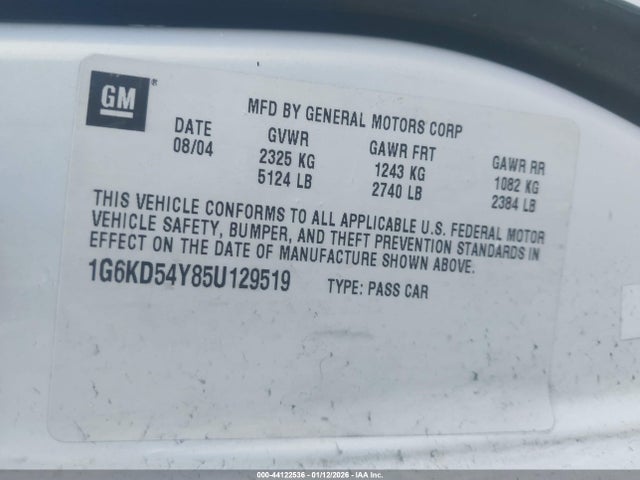 GM®
MFD BY GENERAL MOTORS CORP
DATE GVWR GAWR FRT GAWR RR
08/04 2325 KG 1243 KG 1082 KG
5124 LB 2740 LB 2384 LB
THIS VEHICLE CONFORMS TO ALL APPLICABLE U.S. FEDERAL MOTOR
VEHICLE SAFETY, BUMPER, AND THEFT PREVENTION STANDARDS IN
EFFECT ON THE DATE OF MANUFACTURE SHOWN ABOVE.
1G6KD54Y85U129519 TYPE: PASS CAR
000-44122536 - 01/12/2026 - IAAI.COM